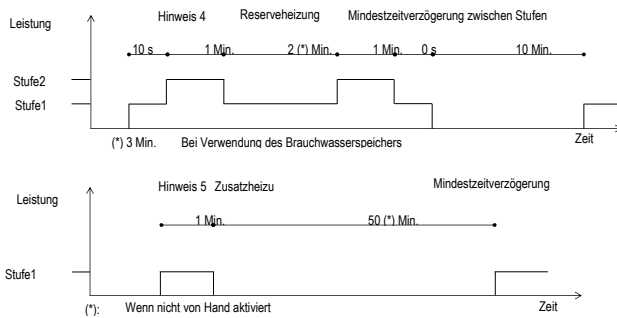 Hinweis 4 Reserveheizung Mindestzeitverzögerung zwischen Stufen
Leistung
10 s 1 Min. 2 (*) Min. 1 Min. 0 s 10 Min.
Stufe2
Stufe1
(*) 3 Min. Bei Verwendung des Brauchwasserspeichers Zeit
Hinweis 5 Zusatzheizu Mindestzeitverzögerung
Leistung
1 Min. 50 (*) Min.
Stufe1
(*): Wenn nicht von Hand aktiviert Zeit